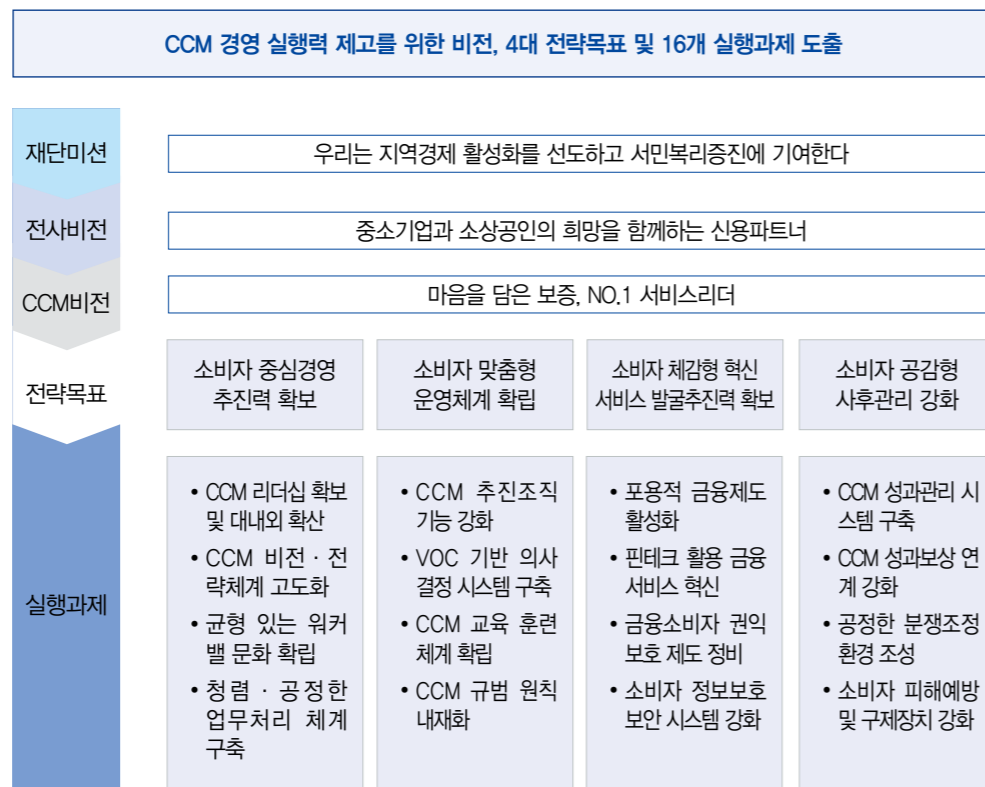 CCM 경영 실행력 제고를 위한 비전, 4대 전략목표 및 16개 실행과제 도출
재단미션
우리는 지역경제 활성화를 선도하고 서민복리증진에 기여한다
전사비전
중소기업과 소상공인의 희망을 함께하는 신용파트너
CCM비전
마음을 담은 보증, NO.1 서비스리더
전략목표
소비자 중심경영
추진력 확보
소비자 맞춤형
운영체계 확립
소비자 체감형 혁신
서비스 발굴추진력 확보
소비자 공감형
사후관리 강화
실행과제
• CCM 리더십 확보
및 대내외 확산
• CCM 비전 · 전
략체계 고도화
• 균형 있는 워커
밸 문화 확립
• 청렴 · 공정한
업무처리 체계
구축
• CCM 추진조직
기능 강화
• VOC 기반 의사
결정 시스템 구축
• CCM 교육 훈련
체계 확립
• CCM 규범 원칙
내재화
• 포용적 금융제도
활성화
• 핀테크 활용 금융
서비스 혁신
• 금융소비자 권익
보호 제도 정비
• 소비자 정보보호
보안 시스템 강화
• CCM 성과관리 시
스템 구축
• CCM 성과보상 연
계 강화
• 공정한 분쟁조정
환경 조성
• 소비자 피해예방
및 구제장치 강화